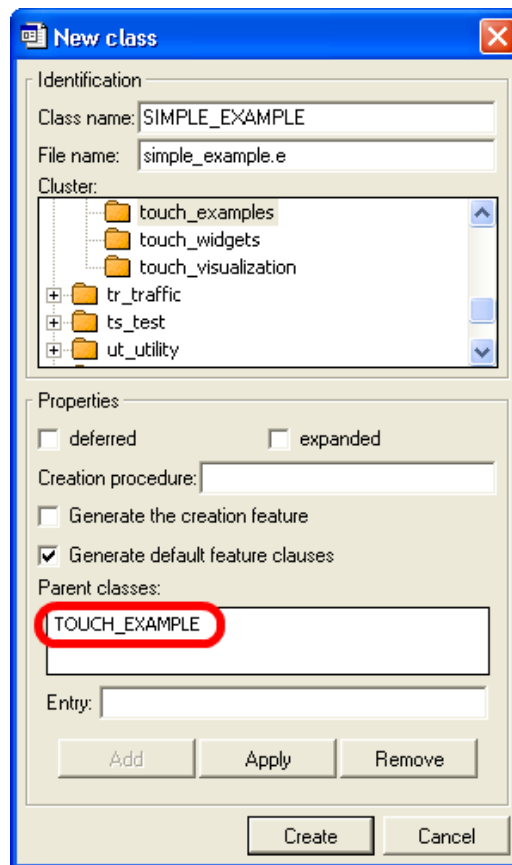 New class
Identification
Class name: SIMPLE_EXAMPLE
File name: simple_example.e
Cluster:
touch_examples
touch_widgets
touch_visualization
tr_traffic
ts_test
ut_utility
Properties
deferred expanded
Creation procedure:
Generate the creation feature
Generate default feature clauses
Parent classes:
TOUCH_EXAMPLE
Entry:
Add Apply Remove
Create Cancel